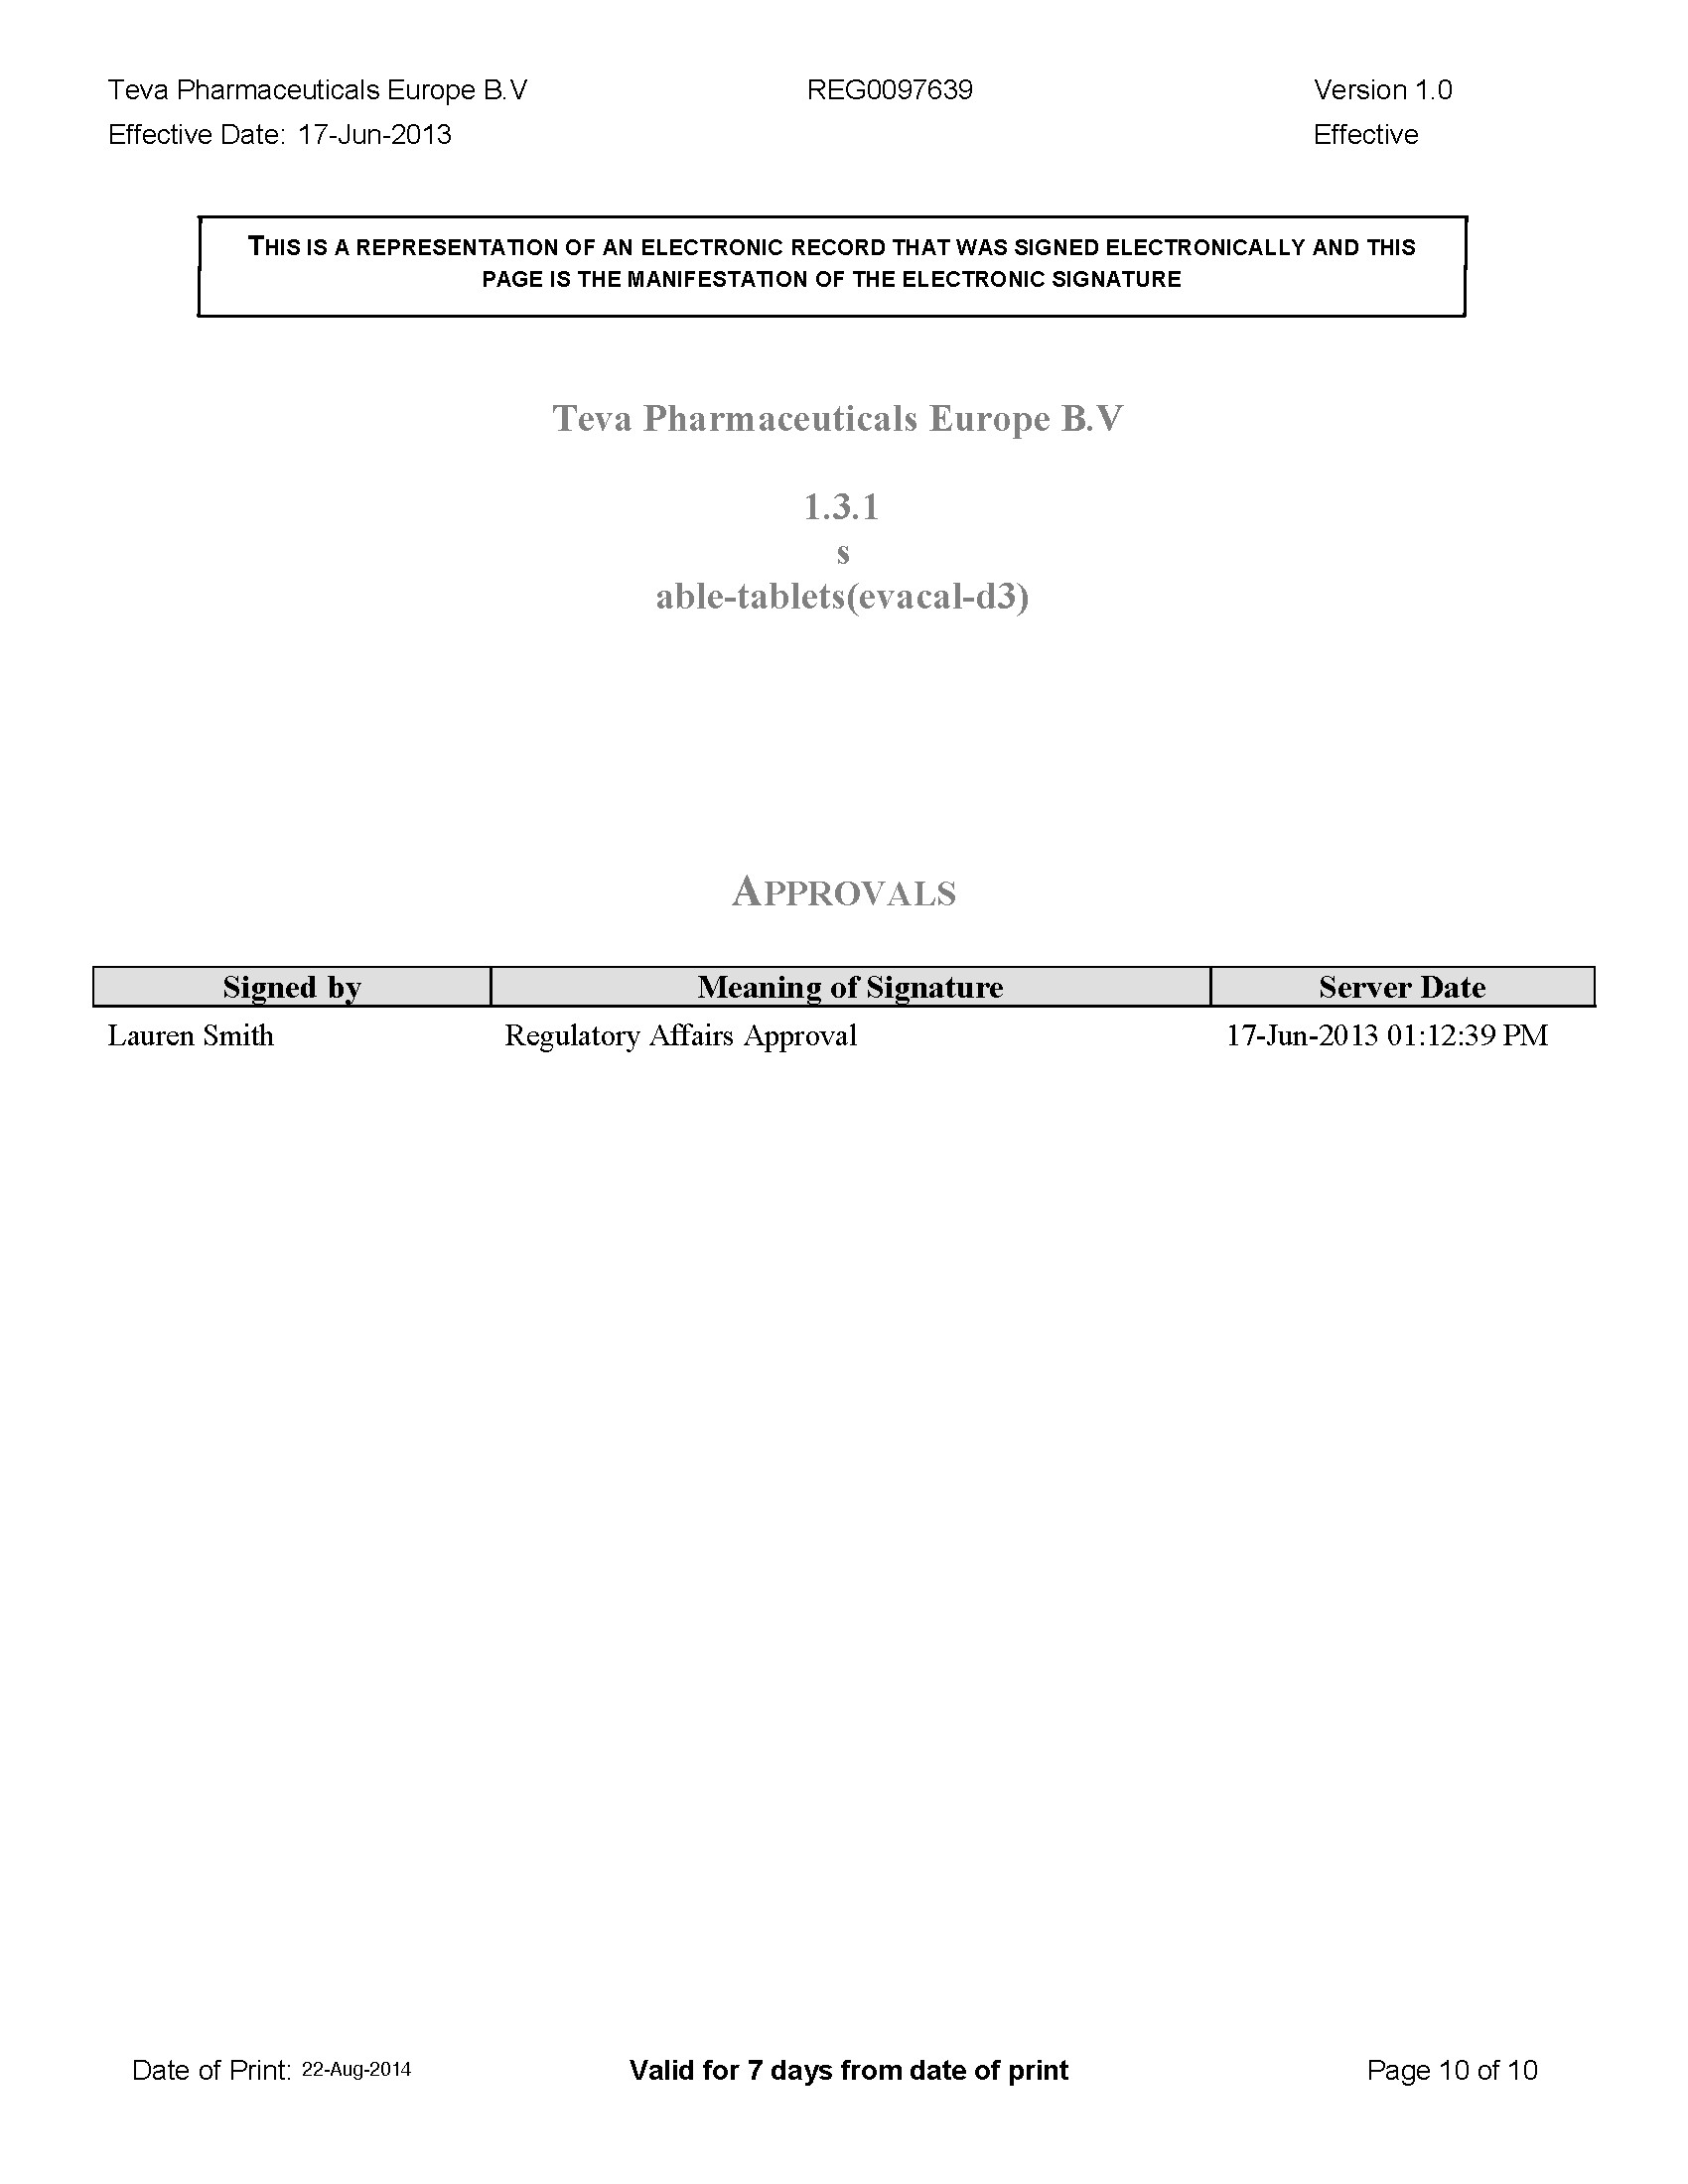 Teva Pharmaceuticals Europe B.V REG0097639 Version 1.0
Effective Date: 17-Jun-2013 Effective
THIS IS A REPRESENTATION OF AN ELECTRONIC RECORD THAT WAS SIGNED ELECTRONICALLY AND THIS
PAGE IS THE MANIFESTATION OF THE ELECTRONIC SIGNATURE
Teva Pharmaceuticals Europe B.V
1.3.1
s
able-tablets(evacal-d3)
APPROVALS
Signed by Meaning of Signature Server Date
Lauren Smith Regulatory Affairs Approval 17-Jun-2013 01:12:39 PM
Date of Print: 22-Aug-2014 Valid for 7 days from date of print Page 10 of 10